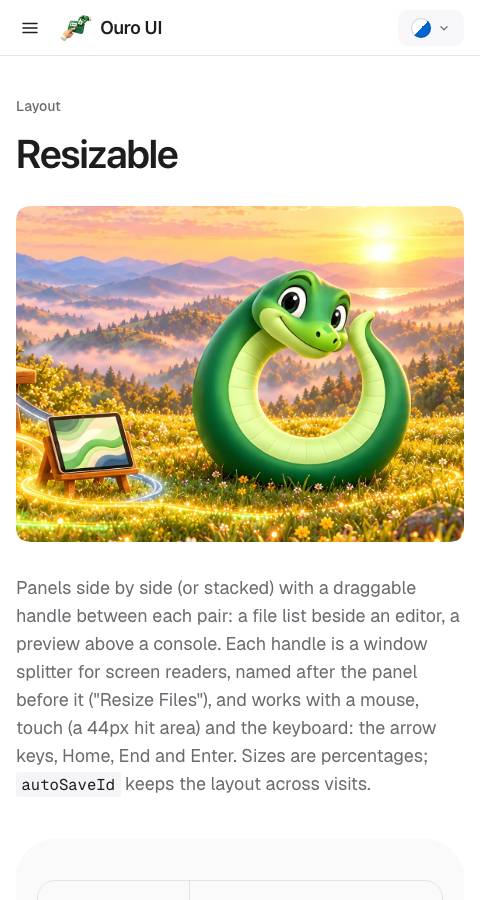 Ouro UI
Layout
Resizable
Panels side by side (or stacked) with a draggable
handle between each pair: a file list beside an editor, a
preview above a console. Each handle is a window
splitter for screen readers, named after the panel
before it ("Resize Files"), and works with a mouse,
touch (a 44px hit area) and the keyboard: the arrow
keys, Home, End and Enter. Sizes are percentages;
autoSaveId keeps the layout across visits.